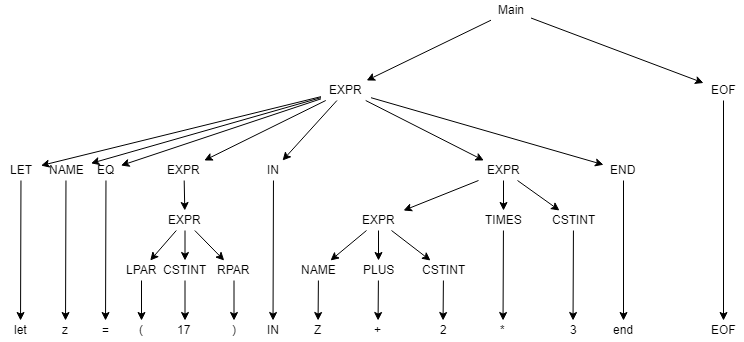 Main
EXPR EOF
LET NAME EQ EXPR IN EXPR END
EXPR EXPR TIMES CSTINT
LPAR CSTINT RPAR NAME PLUS CSTINT
let z = ( 17 ) IN Z + 2 * 3 end EOF